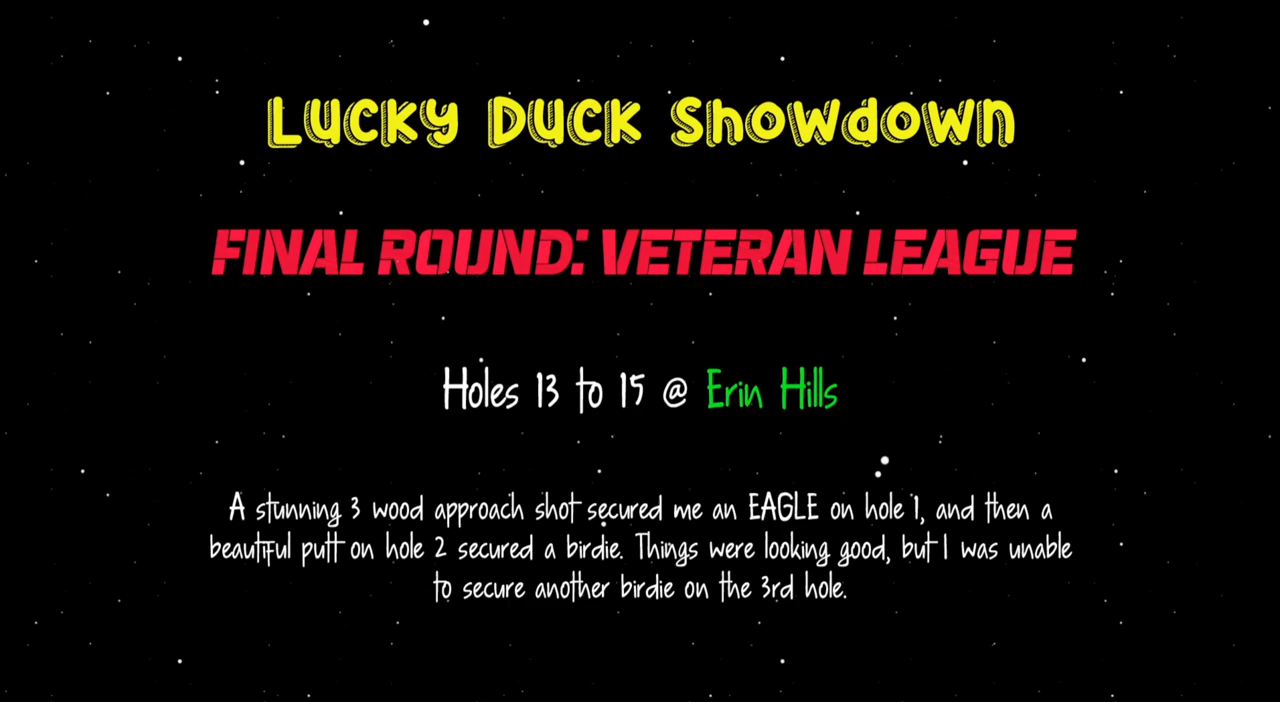 Lucky Duck Showdown
FINAL ROUND: VETERAN LEAGUE
Holes 13 to 15 @ Erin Hills
A stunning 3 wood approach shot secured me an EAGLE on hole 1, and then a
beautiful putt on hole 2 secured a birdie. Things were looking good, but I was unable
to secure another birdie on the 3rd hole.